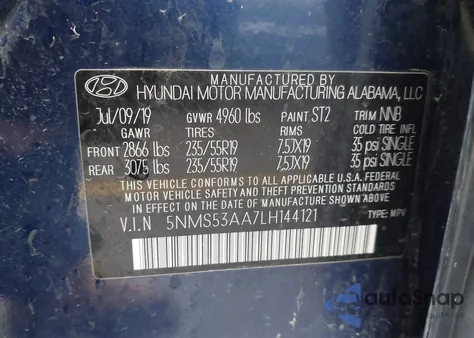 MANUFACTURED BY
HYUNDAI MOTOR MANUFACTURING ALABAMA, LLC
Jul/09/19 GVWR 4960 lbs PAINT ST2 TRIM NNB
GAWR TIRES RIMS COLD TIRE INFL
FRONT 2866 lbs 235/55R19 7.5JX19 35 psi SINGLE
REAR 3075 lbs 235/55R19 7.5JX19 35 psi SINGLE
THIS VEHICLE CONFORMS TO ALL APPLICABLE U.S.A. FEDERAL
MOTOR VEHICLE SAFETY AND THEFT PREVENTION STANDARDS
IN EFFECT ON THE DATE OF MANUFACTURE SHOWN ABOVE.
V.I.N 5NMS53AA7LH144121 TYPE: MPV
autoSnap